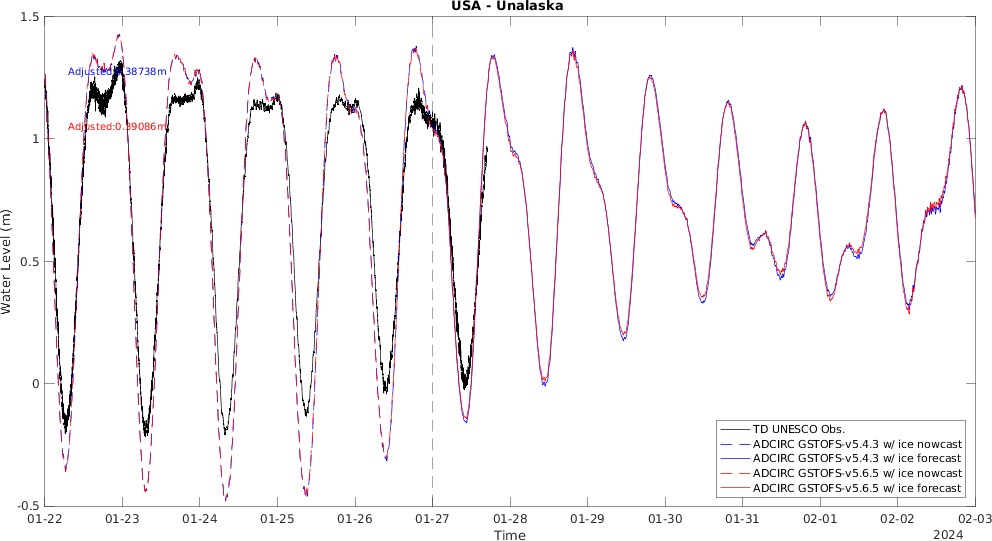 USA - Unalaska
1.5
1
0.5
0
-0.5
Water Level (m)
Adjusted:0.38738m
Adjusted:0.39086m
TD UNESCO Obs.
ADCIRC GSTOFS-v5.4.3 w/ ice nowcast
ADCIRC GSTOFS-v5.4.3 w/ ice forecast
ADCIRC GSTOFS-v5.6.5 w/ ice nowcast
ADCIRC GSTOFS-v5.6.5 w/ ice forecast
01-22 01-23 01-24 01-25 01-26 01-27 01-28 01-29 01-30 01-31 02-01 02-02 02-03
Time
2024